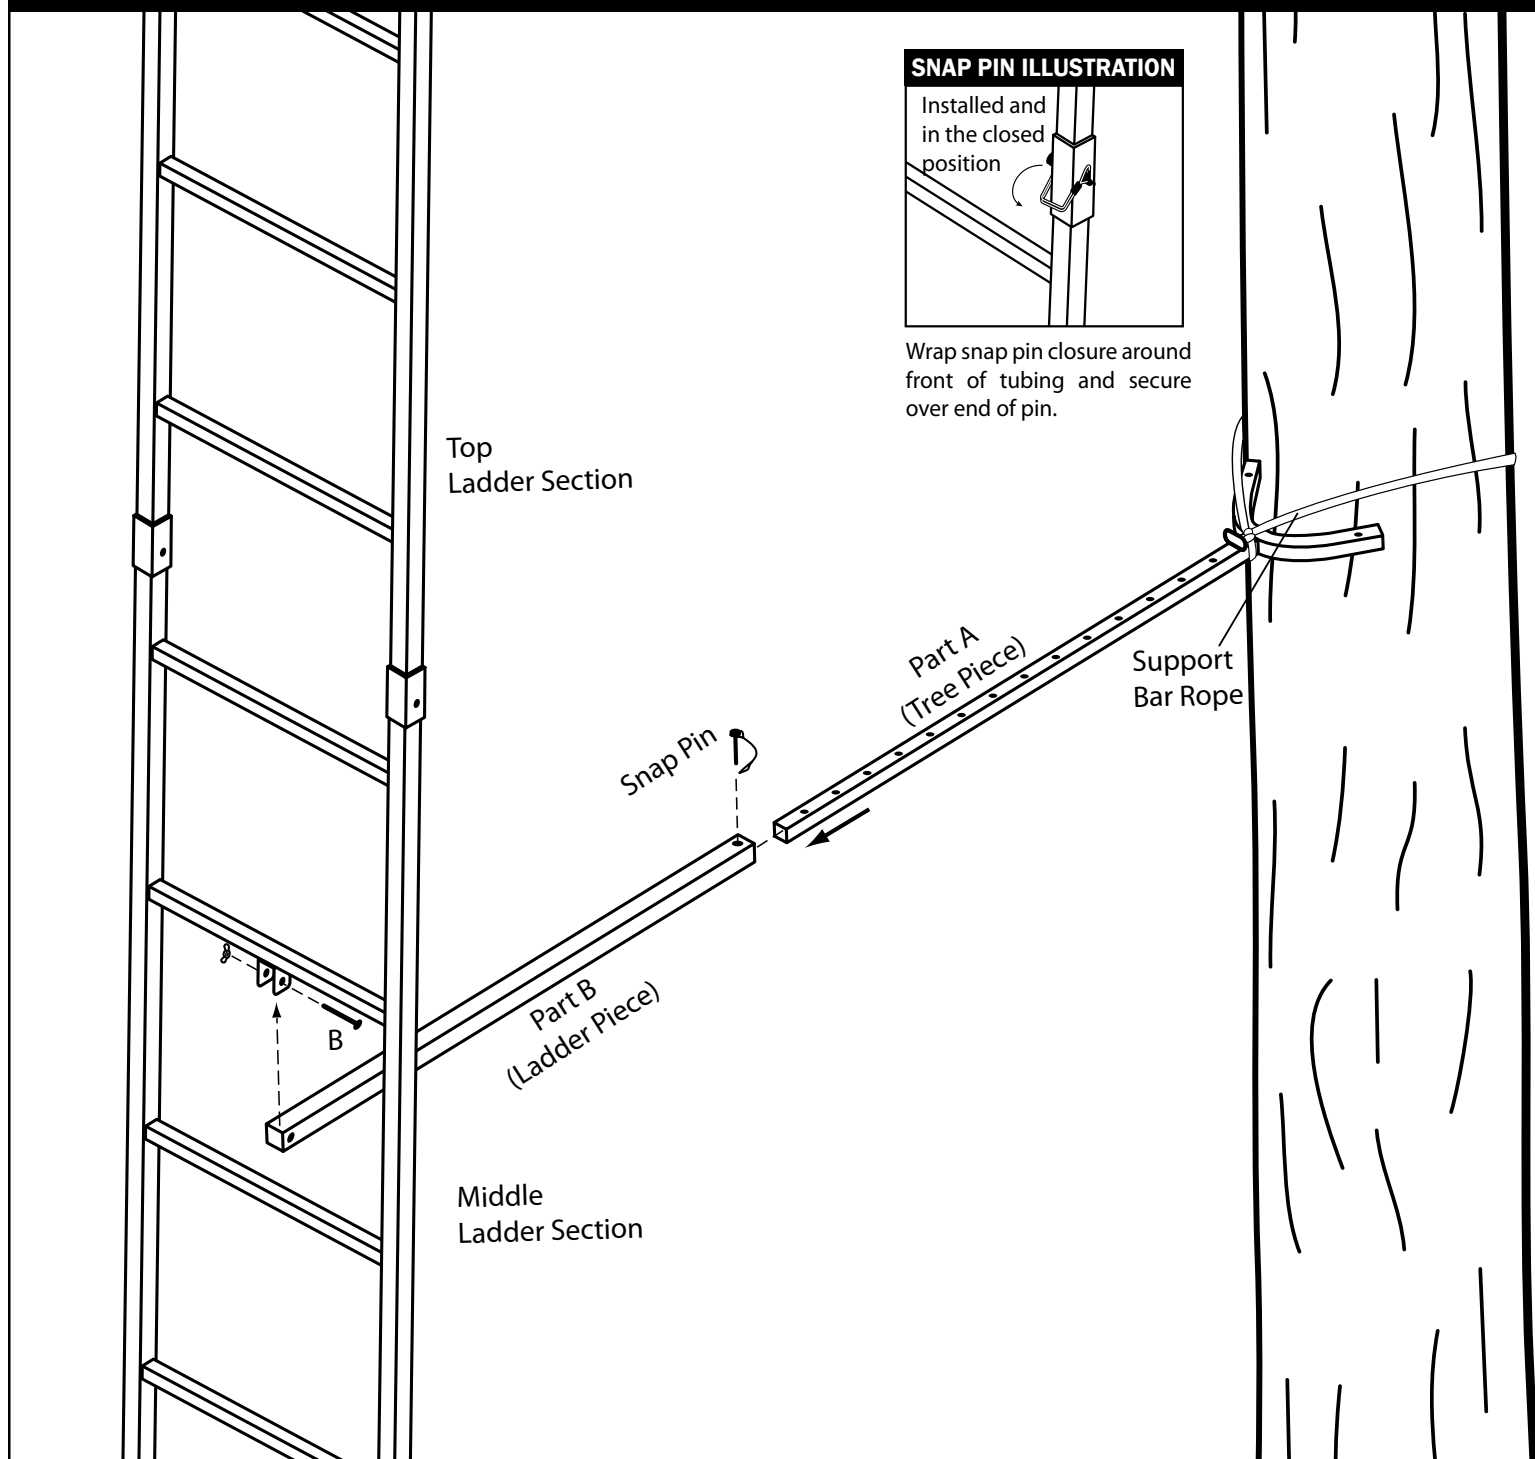 SNAP PIN ILLUSTRATION
Installed and
in the closed
position
Wrap snap pin closure around
front of tubing and secure
over end of pin.
Top
Ladder Section
Part A
(Tree Piece)
Support
Bar Rope
Snap Pin
Part B
(Ladder Piece)
B
Middle
Ladder Section